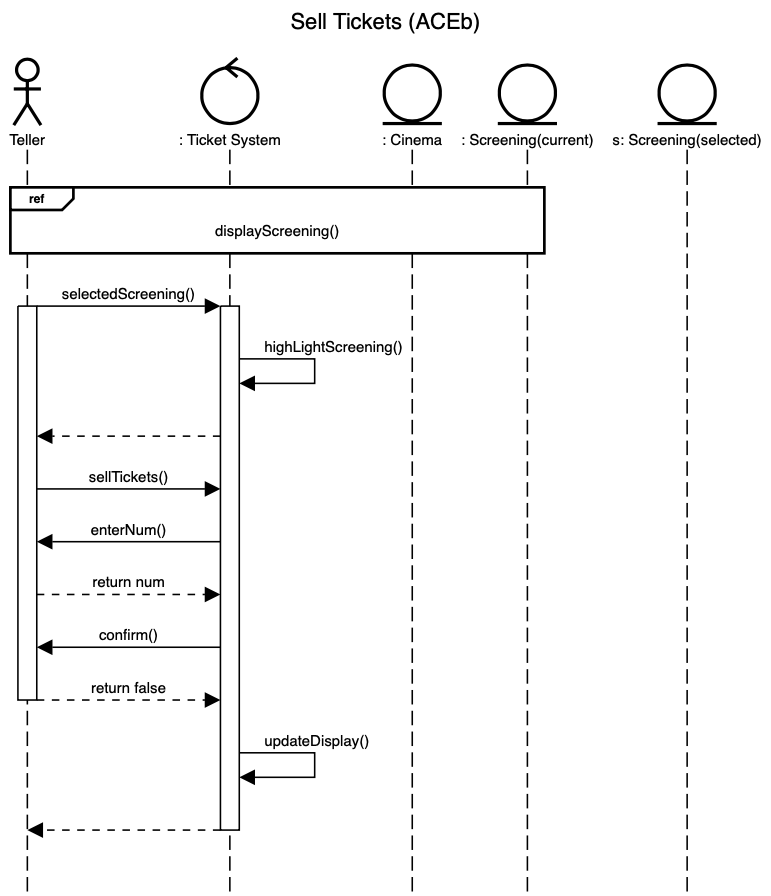 Sell Tickets (ACEb)
Teller
: Ticket System
: Cinema
: Screening(current)
s: Screening(selected)
ref
displayScreening()
selectedScreening()
highLightScreening()
sellTickets()
enterNum()
return num
confirm()
return false
updateDisplay()